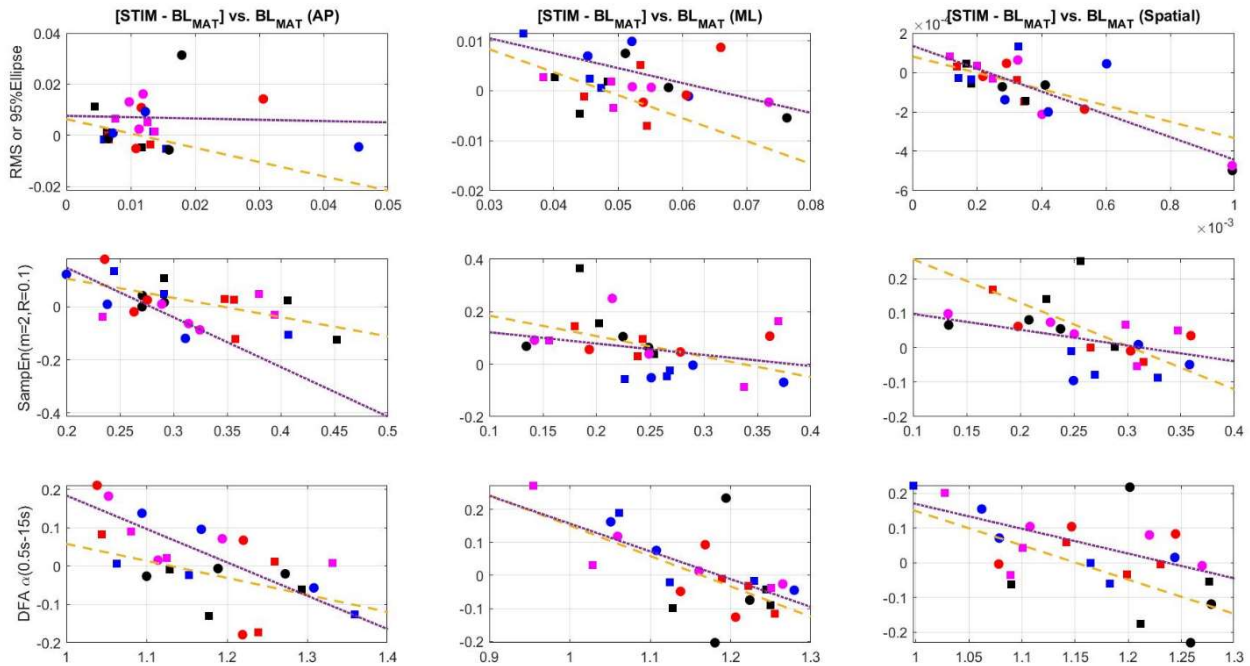 [STIM - BL_MAT] vs. BL_MAT (AP)
[STIM - BL_MAT] vs. BL_MAT (ML)
[STIM - BL_MAT] vs. BL_MAT (Spatial)
RMS or 95%Ellipse
0.04
0.02
0
-0.02
0 0.01 0.02 0.03 0.04 0.05
0.01
0
-0.01
0.02
0.03 0.04 0.05 0.06 0.07 0.08
2
0
-2
-4
-6
0 0.2 0.4 0.6 0.8 1
×10^-3
SampEn(m=2,R=0.1)
0
-0.2
-0.4
0.2 0.25 0.3 0.35 0.4 0.45 0.5
0.4
0.2
0
0.2
0.1 0.15 0.2 0.25 0.3 0.35 0.4
0.2
0.1
0
-0.1
-0.2
0.1 0.15 0.2 0.25 0.3 0.35 0.4
DFA α(0.5s-15s)
0.2
0.1
0
-0.1
-0.2
1 1.1 1.2 1.3 1.4
0.2
0.1
0
-0.1
-0.2
0.9 1 1.1 1.2 1.3
0.2
0.1
0
-0.1
-0.2
1 1.05 1.1 1.15 1.2 1.25 1.3